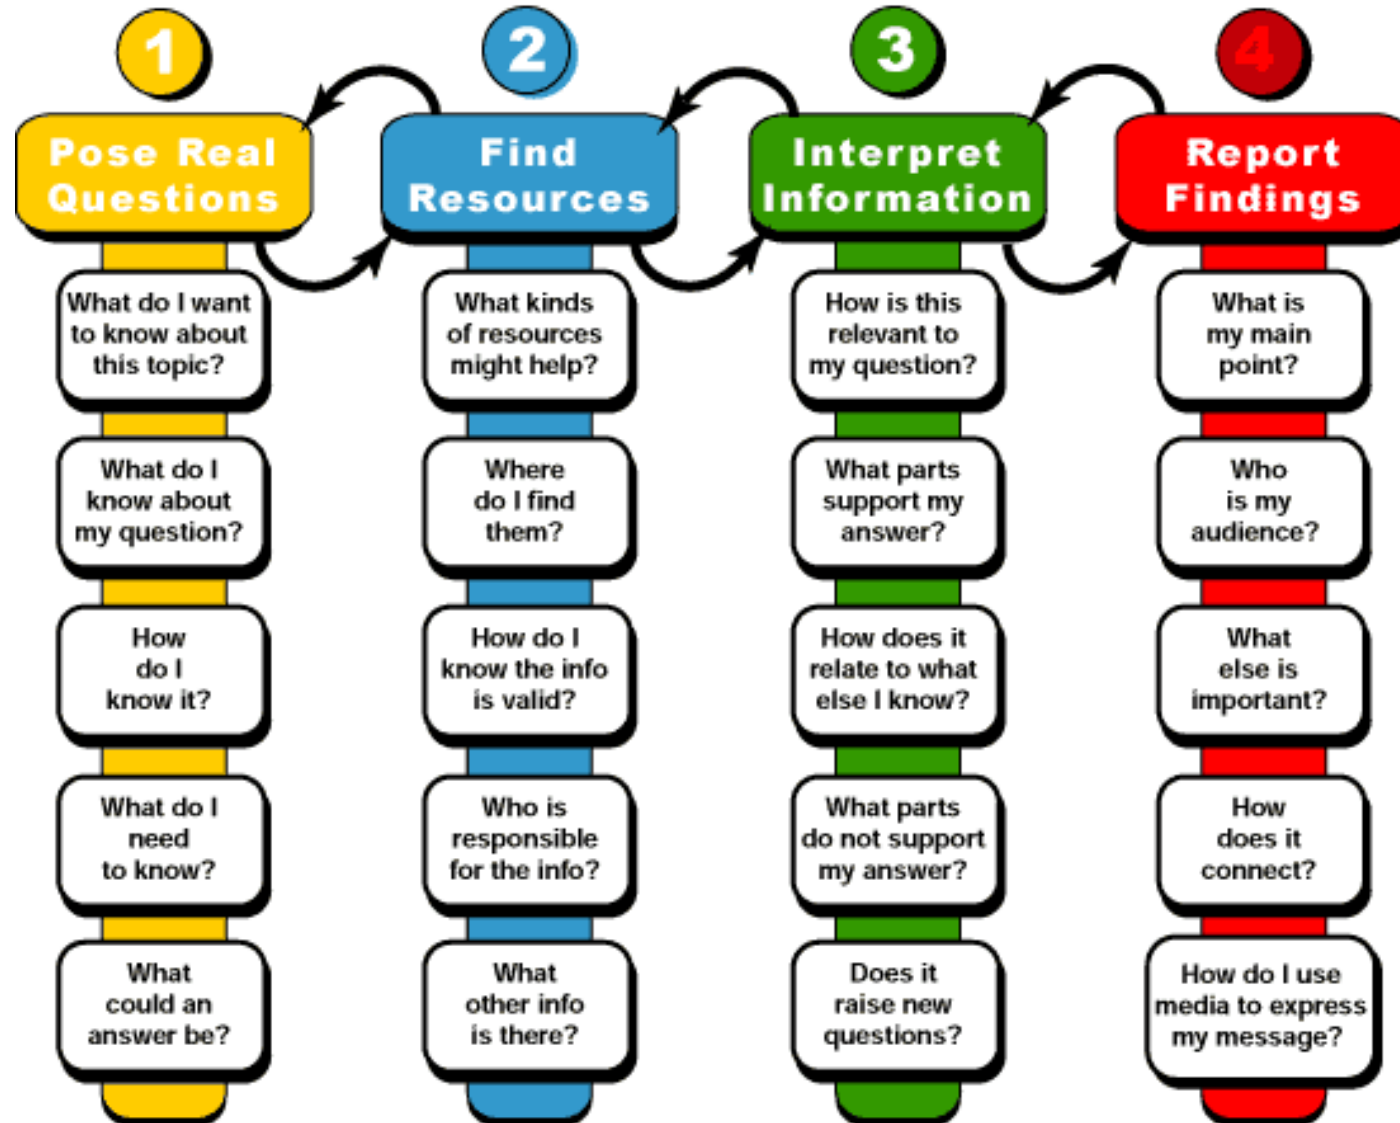 1
Pose Real
Questions
What do I want
to know about
this topic?
What do I
know about
my question?
How
do I
know it?
What do I
need
to know?
What
could an
answer be?
2
Find
Resources
What kinds
of resources
might help?
Where
do I find
them?
How do I
know the info
is valid?
Who is
responsible
for the info?
What
other info
is there?
3
Interpret
Information
How is this
relevant to
my question?
What parts
support my
answer?
How does it
relate to what
else I know?
What parts
do not support
my answer?
Does it
raise new
questions?
4
Report
Findings
What is
my main
point?
Who
is my
audience?
What
else is
important?
How
does it
connect?
How do I use
media to express
my message?